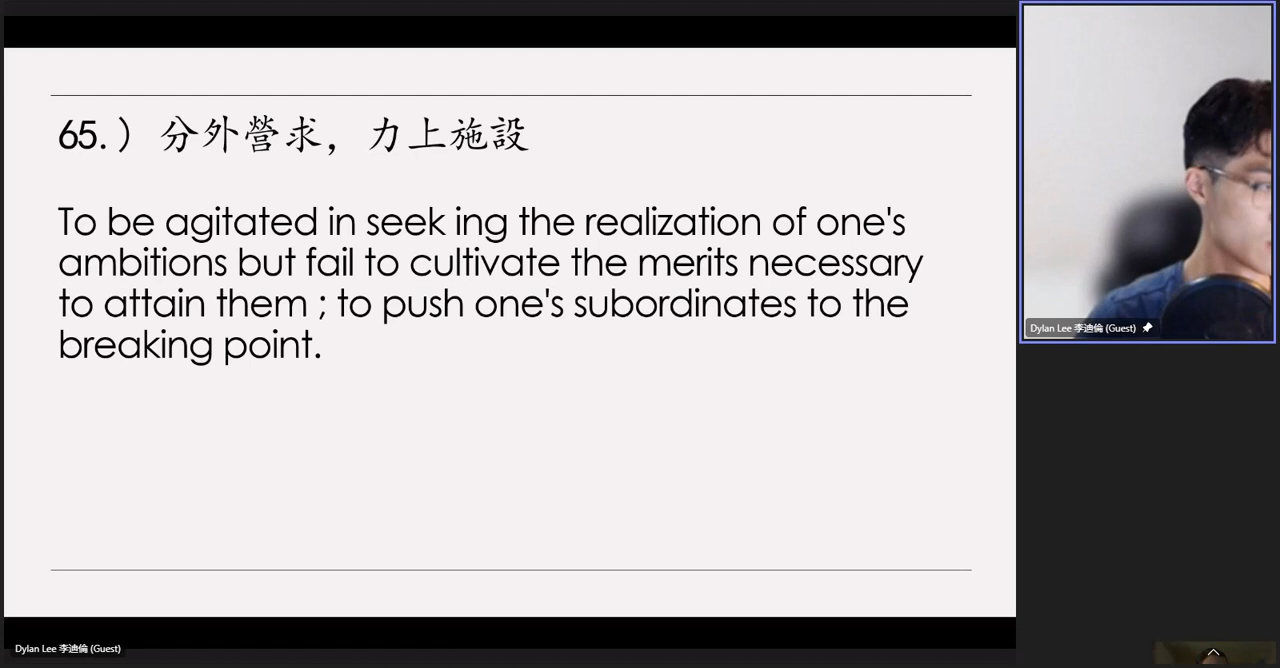 65.）分外營求，力上施設
To be agitated in seek ing the realization of one's
ambitions but fail to cultivate the merits necessary
to attain them ; to push one's subordinates to the
breaking point.
Dylan Lee 李迪倫 (Guest)
Dylan Lee 李迪倫 (Guest)